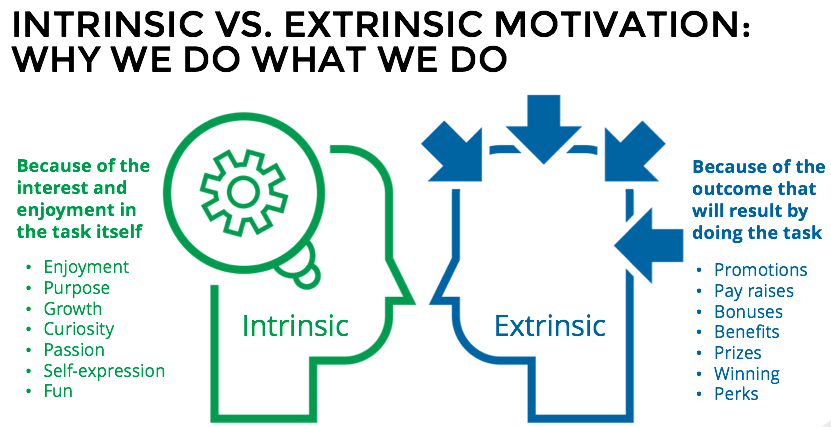 INTRINSIC VS. EXTRINSIC MOTIVATION:
WHY WE DO WHAT WE DO
Because of the
interest and
enjoyment in
the task itself
• Enjoyment
• Purpose
• Growth
• Curiosity
• Passion
• Self-expression
• Fun
Intrinsic
Extrinsic
Because of the
outcome that
will result by
doing the task
• Promotions
• Pay raises
• Bonuses
• Benefits
• Prizes
• Winning
• Perks